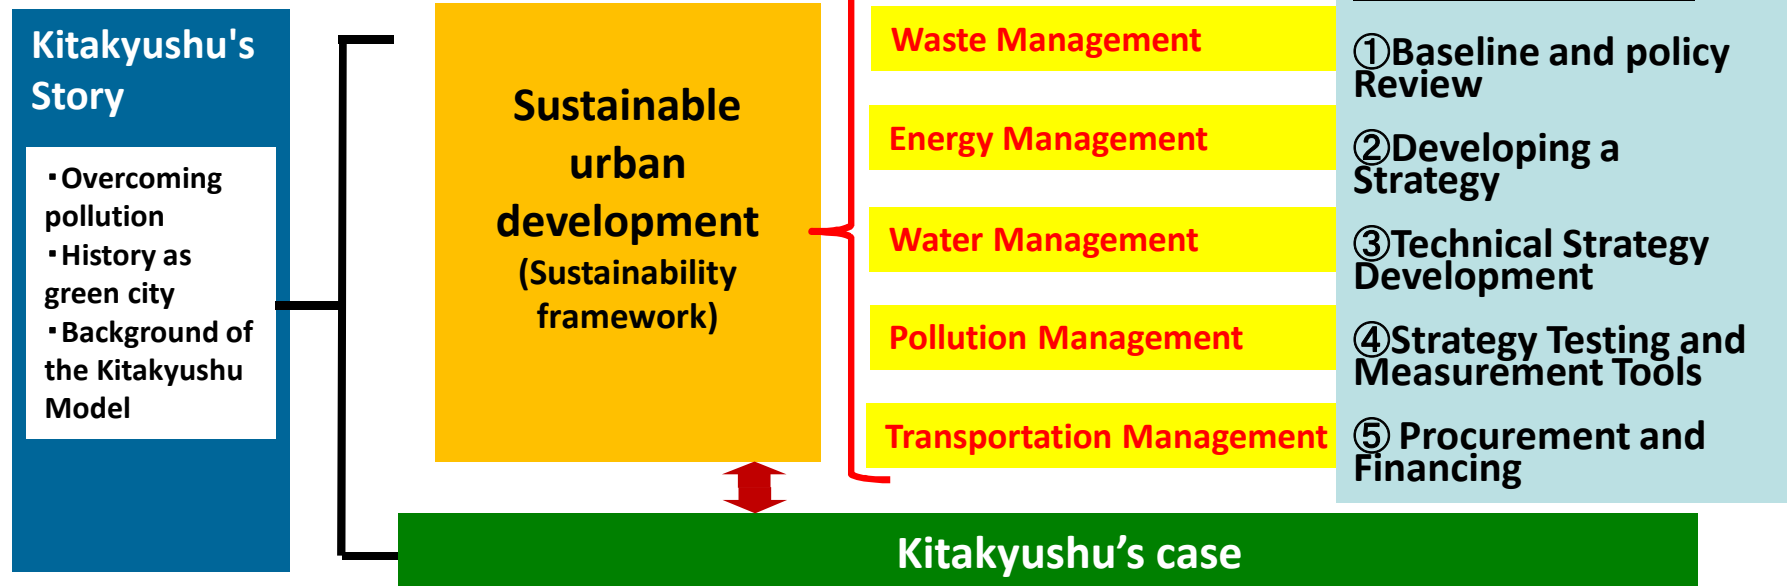 Kitakyushu's
Story
・Overcoming
pollution
・History as
green city
・Background of
the Kitakyushu
Model
Sustainable
urban
development
(Sustainability
framework)
Waste Management
Energy Management
Water Management
Pollution Management
Transportation Management
①Baseline and policy
Review
②Developing a
Strategy
③Technical Strategy
Development
④Strategy Testing and
Measurement Tools
⑤ Procurement and
Financing
Kitakyushu’s case